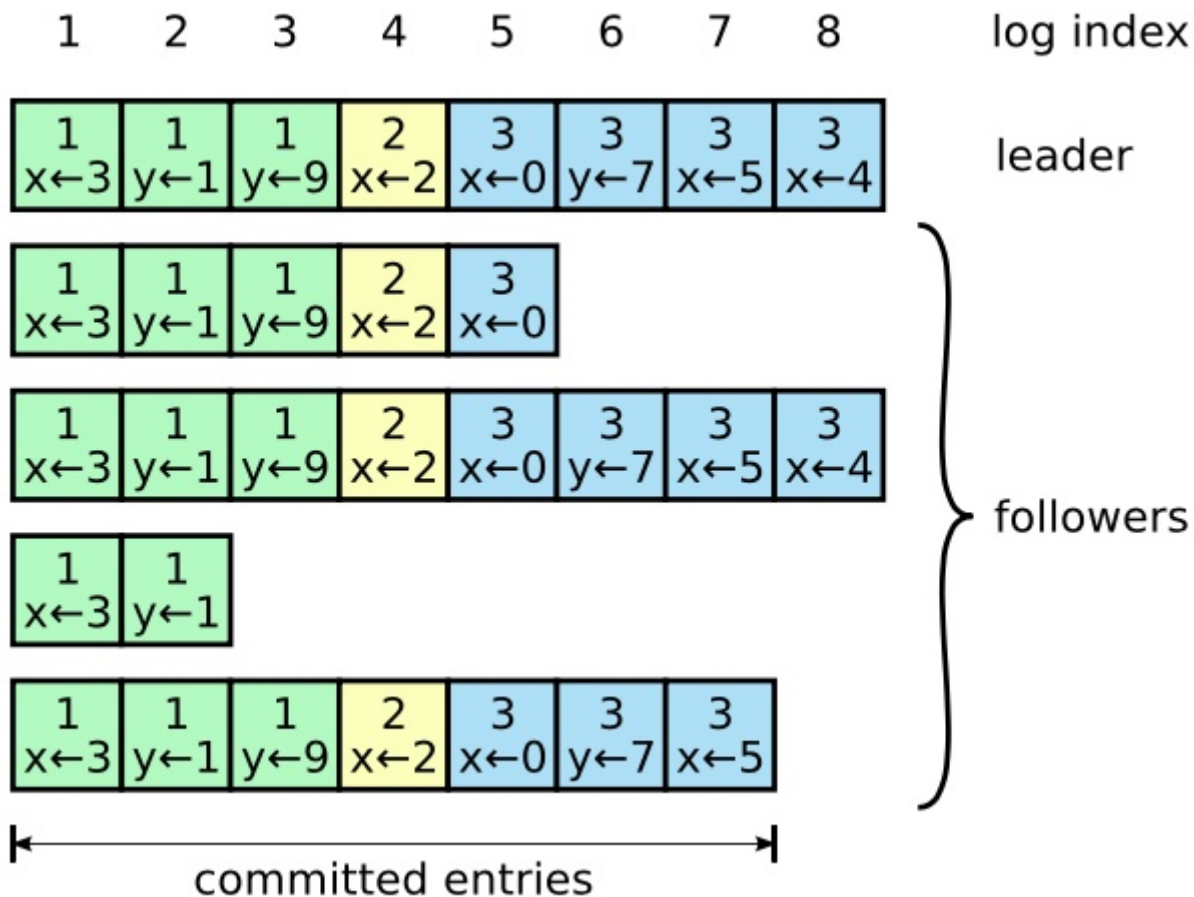 1 2 3 4 5 6 7 8 log index
1 1 1 2 3 3 3 3
x←3 y←1 y←9 x←2 x←0 y←7 x←5 x←4
leader
1 1 1 2 3
x←3 y←1 y←9 x←2 x←0
1 1 1 2 3 3 3 3
x←3 y←1 y←9 x←2 x←0 y←7 x←5 x←4
followers
1 1
x←3 y←1
1 1 1 2 3 3 3
x←3 y←1 y←9 x←2 x←0 y←7 x←5
committed entries